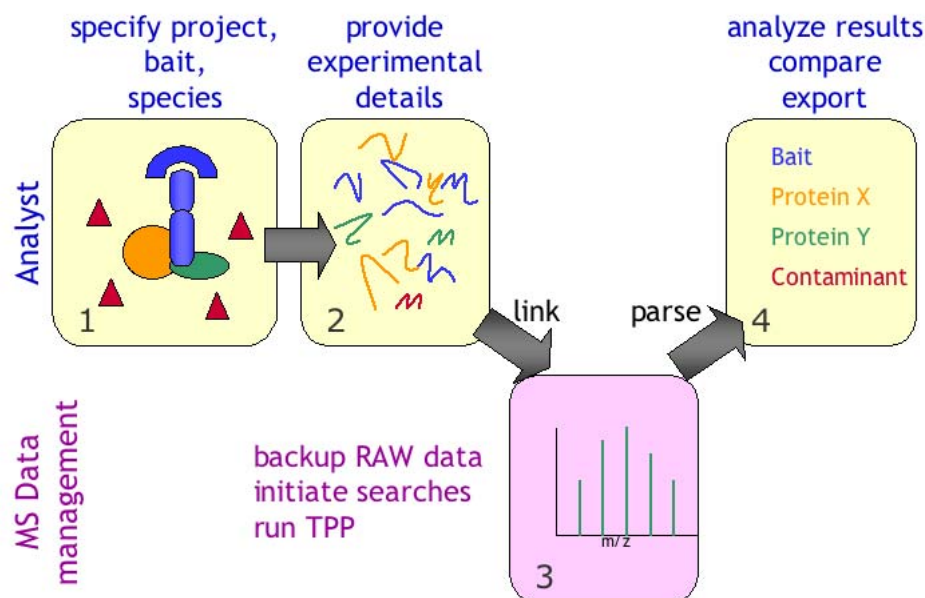 specify project,
bait,
species
provide
experimental
details
analyze results
compare
export
Analyst
1
2
Bait
Protein X
Protein Y
Contaminant
4
link
parse
MS Data
management
backup RAW data
initiate searches
run TPP
m/z
3